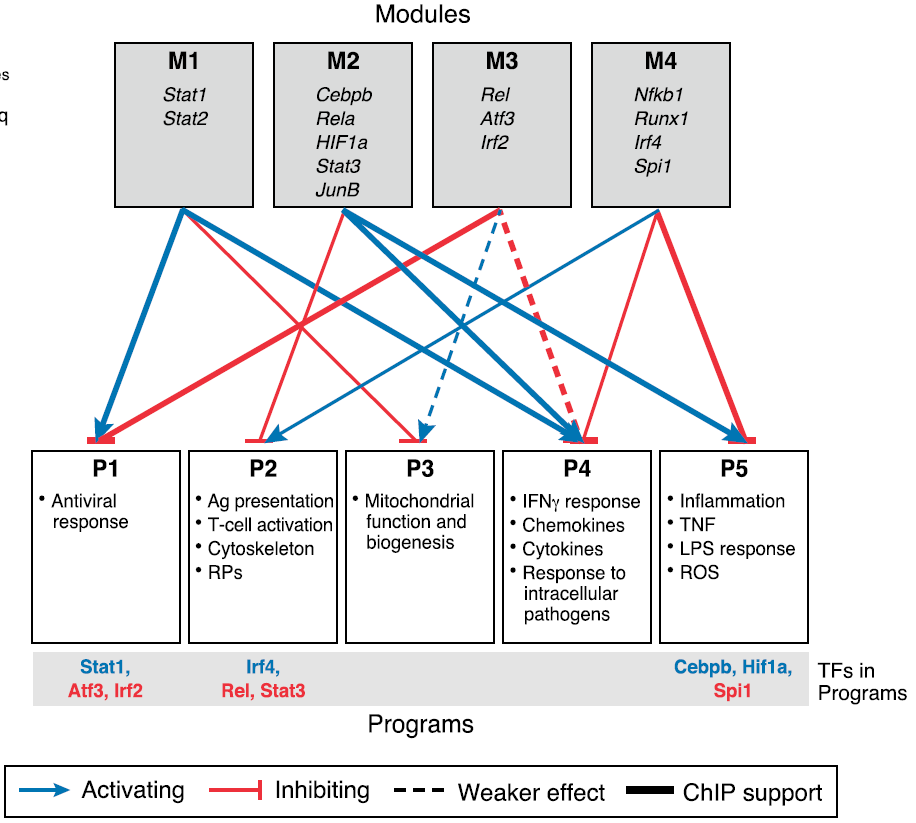 Modules
es
q
M1
Stat1
Stat2
M2
Cebpb
Rela
HIF1a
Stat3
JunB
M3
Rel
Atf3
Irf2
M4
Nfkb1
Runx1
Irf4
Spi1
P1
• Antiviral
response
P2
• Ag presentation
• T-cell activation
• Cytoskeleton
• RPs
P3
• Mitochondrial
function and
biogenesis
P4
• IFNγ response
• Chemokines
• Cytokines
• Response to
intracellular
pathogens
P5
• Inflammation
• TNF
• LPS response
• ROS
Stat1,
Atf3, Irf2
Irf4,
Rel, Stat3
Cebpb, Hif1a,
Spi1
TFs in
Programs
Programs
Activating
Inhibiting
Weaker effect
ChIP support